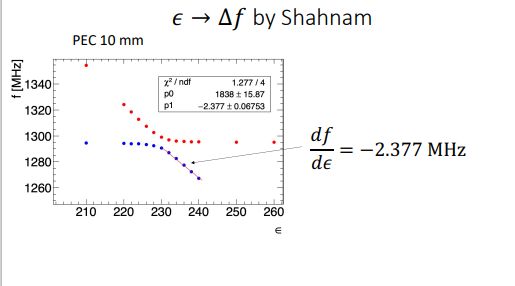 ϵ → Δf by Shahnam
PEC 10 mm
f [MHz]
χ² / ndf 1.277 / 4
p0 1838 ± 15.87
p1 −2.377 ± 0.06753
1340
1320
1300
1280
1260
210 220 230 240 250 260
ϵ
df/dϵ = −2.377 MHz